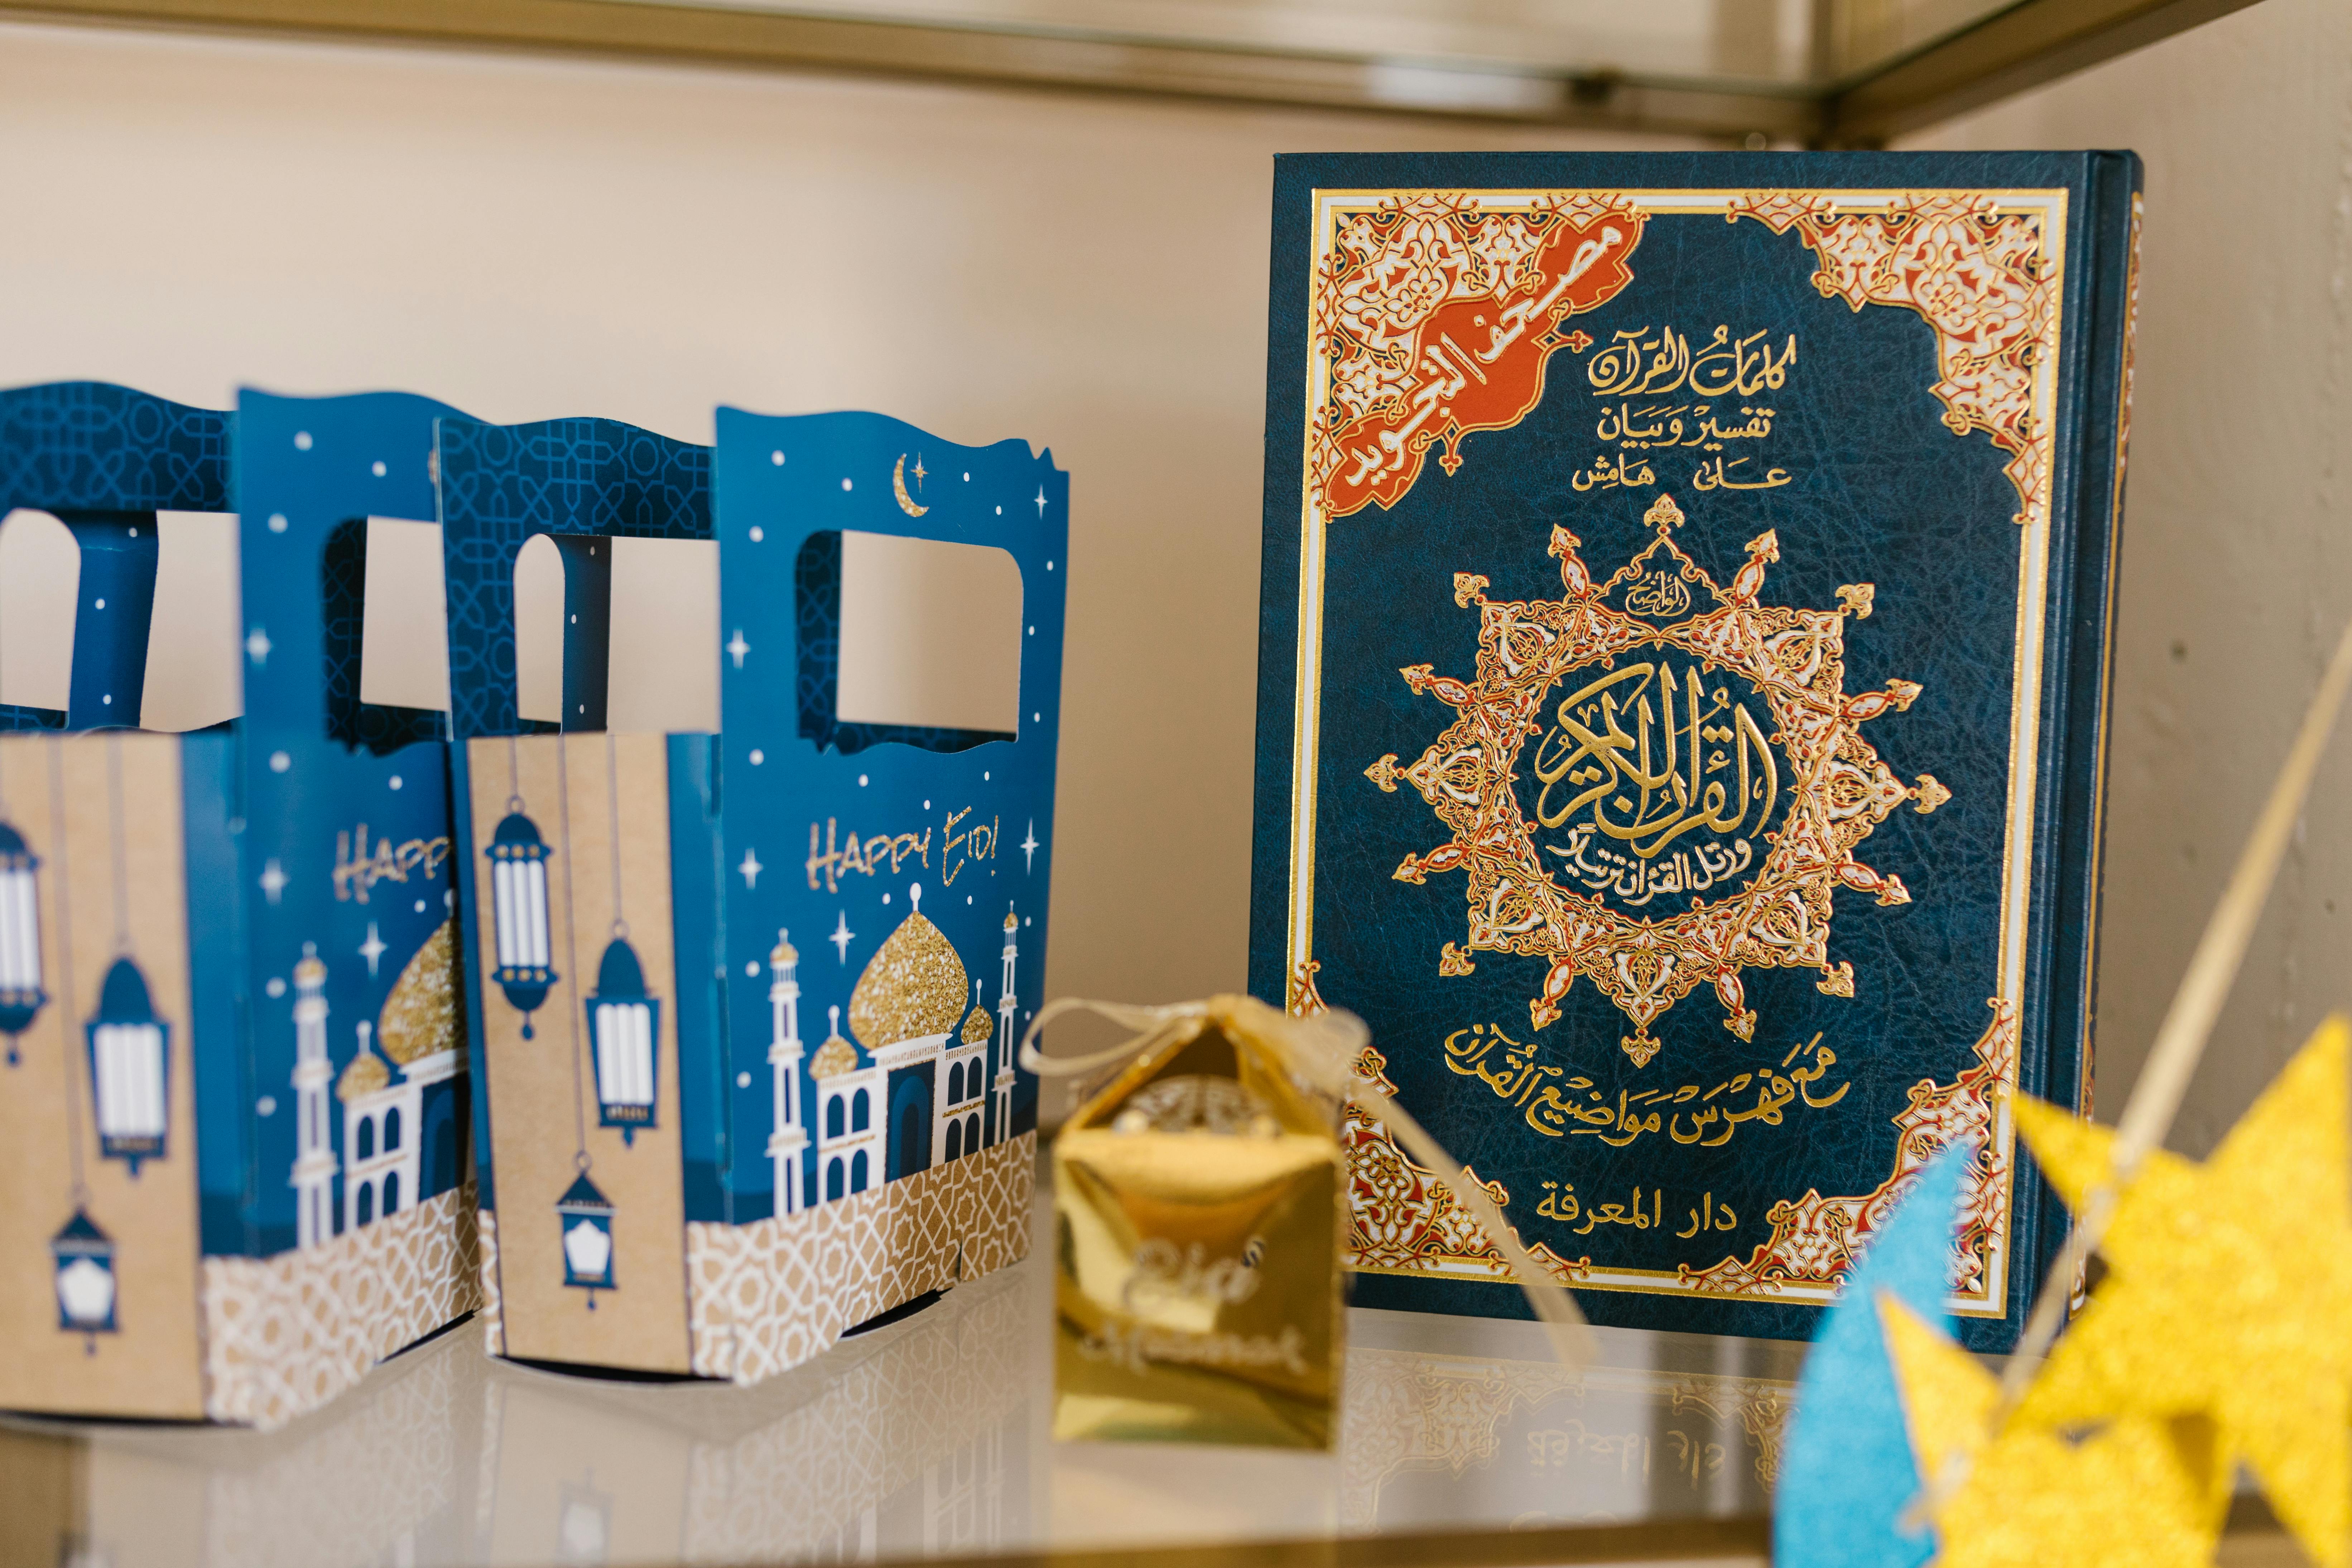 HAPP
HAPPY EID!
Eid
Mubarak
مصحف التجويد
كلمات القرآن
تفسير وبيان
على هامش
الواضح
القرآن الكريم
ورتل القرآن ترتيلاً
مع فهرس مواضيع القرآن
دار المعرفة